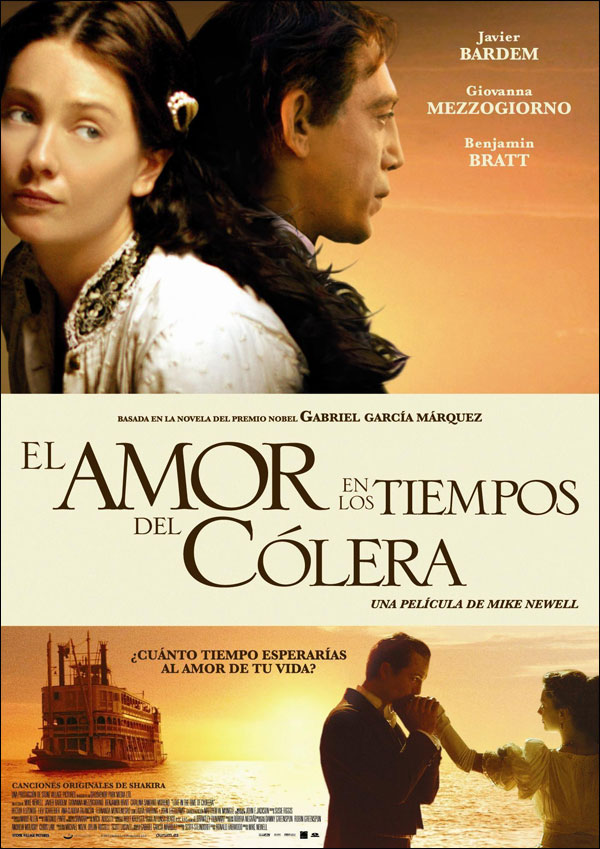 Javier
BARDEM
Giovanna
MEZZOGIORNO
Benjamin
BRATT
BASADA EN LA NOVELA DEL PREMIO NOBEL GABRIEL GARCÍA MÁRQUEZ
EL AMOR EN LOS TIEMPOS
DEL CÓLERA
UNA PELÍCULA DE MIKE NEWELL
¿CUÁNTO TIEMPO ESPERARÍAS
AL AMOR DE TU VIDA?
CANCIONES ORIGINALES DE SHAKIRA